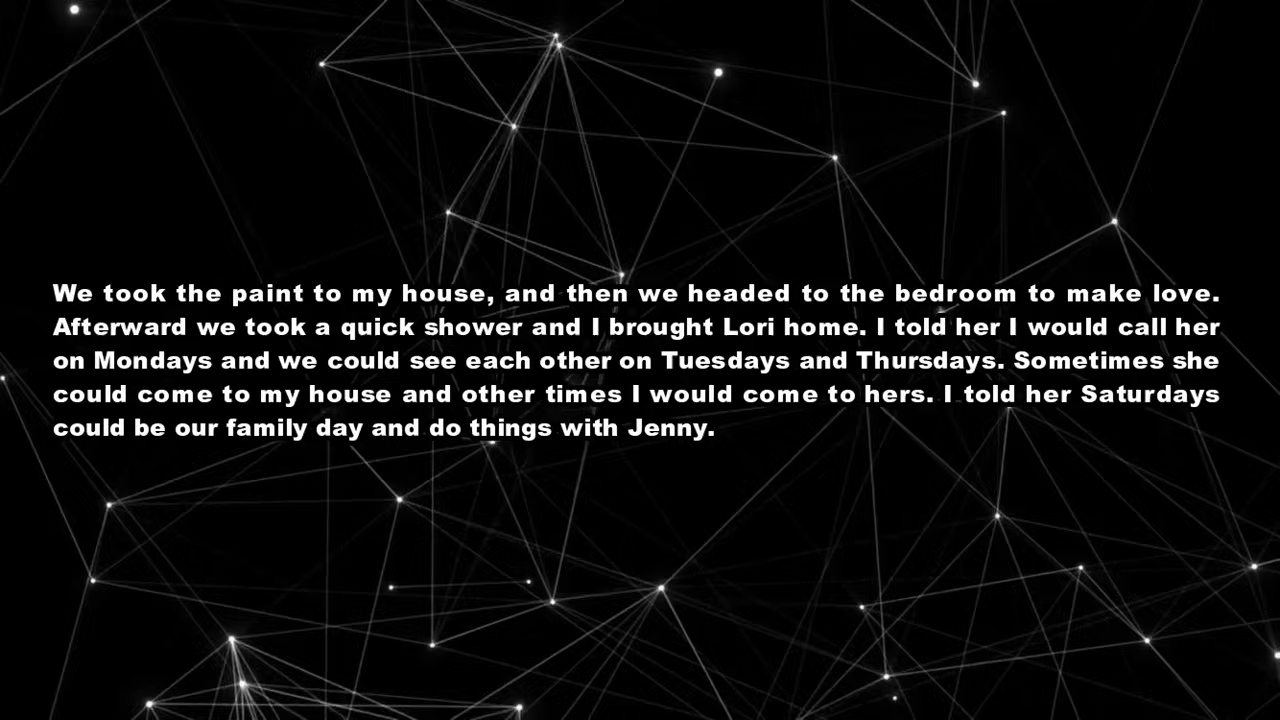 We took the paint to my house, and then we headed to the bedroom to make love.
Afterward we took a quick shower and I brought Lori home. I told her I would call her
on Mondays and we could see each other on Tuesdays and Thursdays. Sometimes she
could come to my house and other times I would come to hers. I told her Saturdays
could be our family day and do things with Jenny.